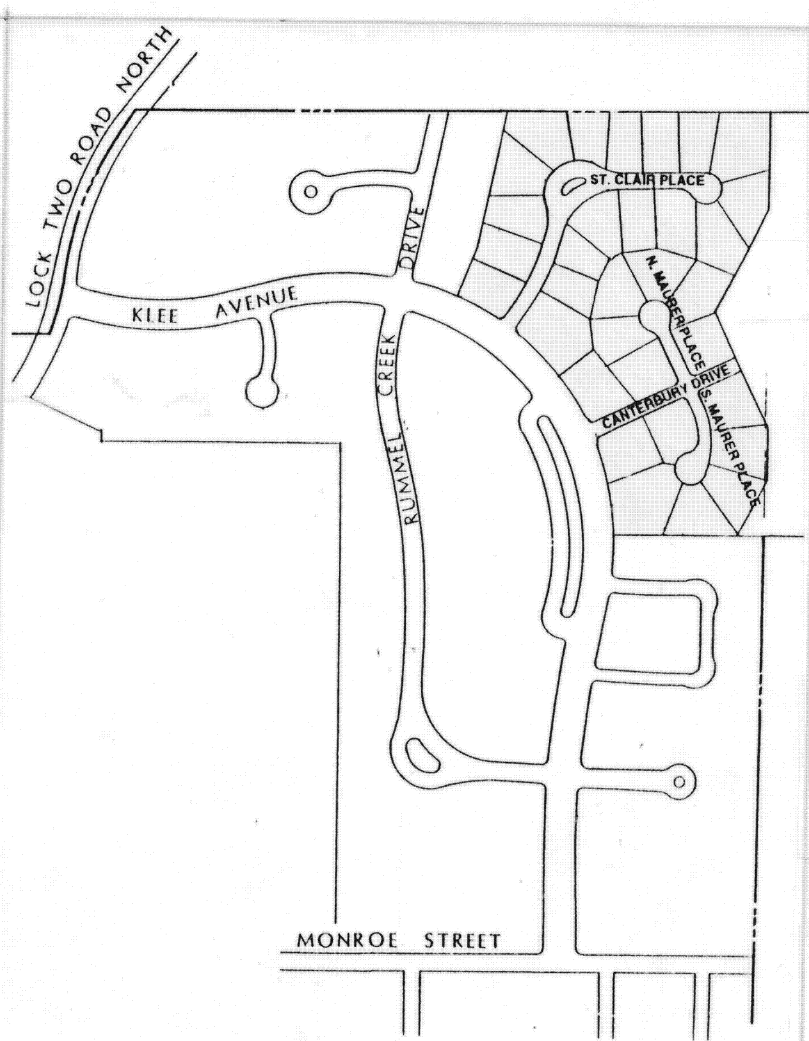 LOCK TWO ROAD NORTH
ST. CLAIR PLACE
DRIVE
N. MAURER PLACE
KLEE AVENUE
CREEK
CANTERBURY DRIVE
S. MAURER PLACE
RUMMEL
MONROE STREET